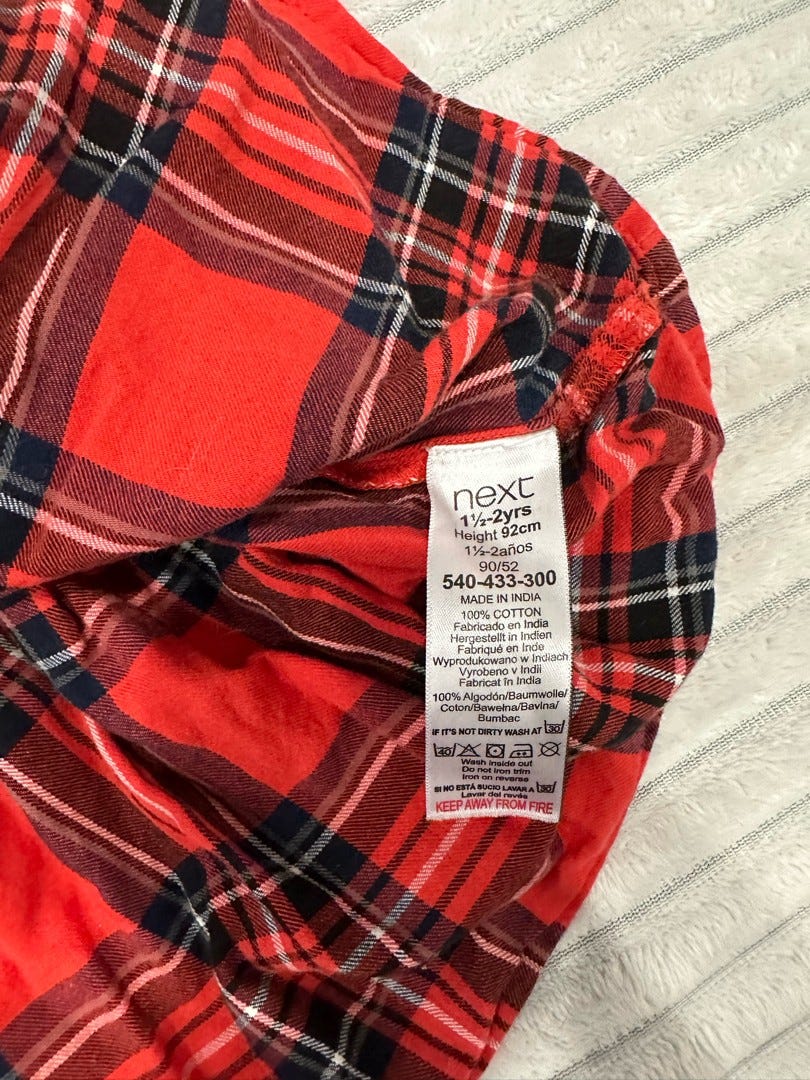 next
1½-2yrs
Height 92cm
1½-2años
90/52
540-433-300
MADE IN INDIA
100% COTTON
Fabricado en India
Hergestellt in Indien
Fabriqué en Inde
Wyprodukowano w Indiach
Vyrobeno v Indii
Fabricat în India
100% Algodón/Baumwolle/
Coton/Bawełna/Bavlna/
Bumbac
IF IT'S NOT DIRTY WASH AT 30
40
Wash inside out
Do not iron trim
Iron on reverse
SI NO ESTÁ SUCIO LAVAR A 30
Lavar del revés
KEEP AWAY FROM FIRE